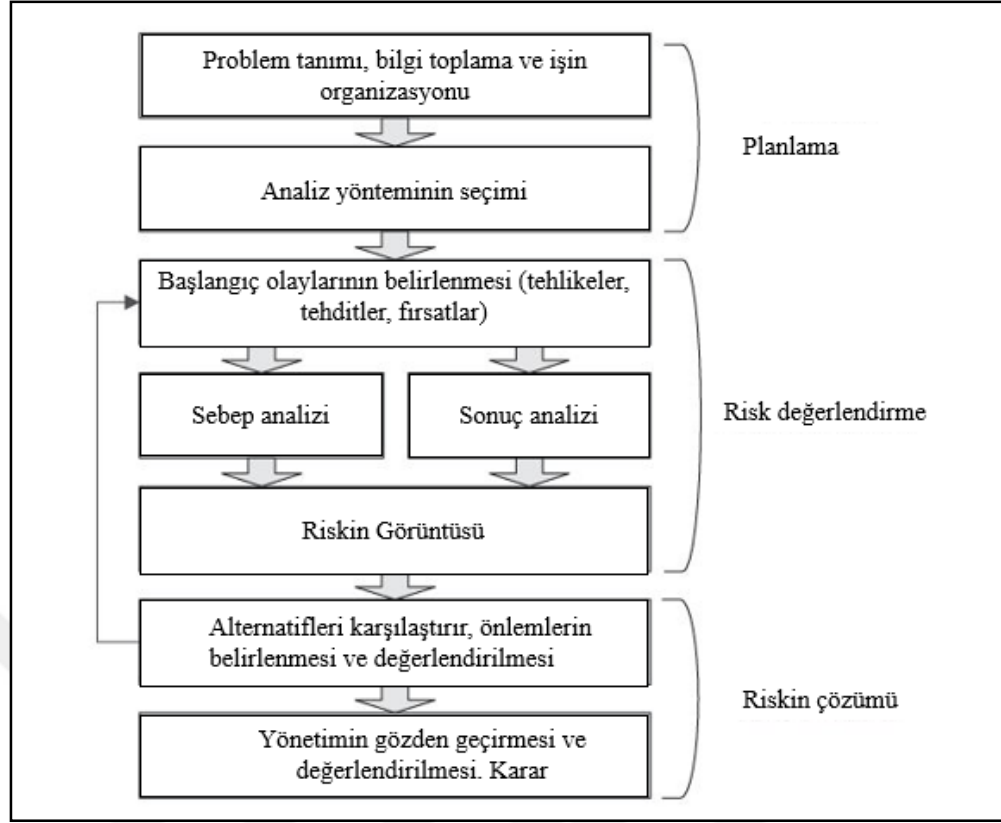 Problem tanımı, bilgi toplama ve işin
organizasyonu
Planlama
Analiz yönteminin seçimi
Başlangıç olaylarının belirlenmesi (tehlikeler,
tehditler, fırsatlar)
Sebep analizi
Sonuç analizi
Risk değerlendirme
Riskin Görüntüsü
Alternatifleri karşılaştırır, önlemlerin
belirlenmesi ve değerlendirilmesi
Riskin çözümü
Yönetimin gözden geçirmesi ve
değerlendirilmesi. Karar